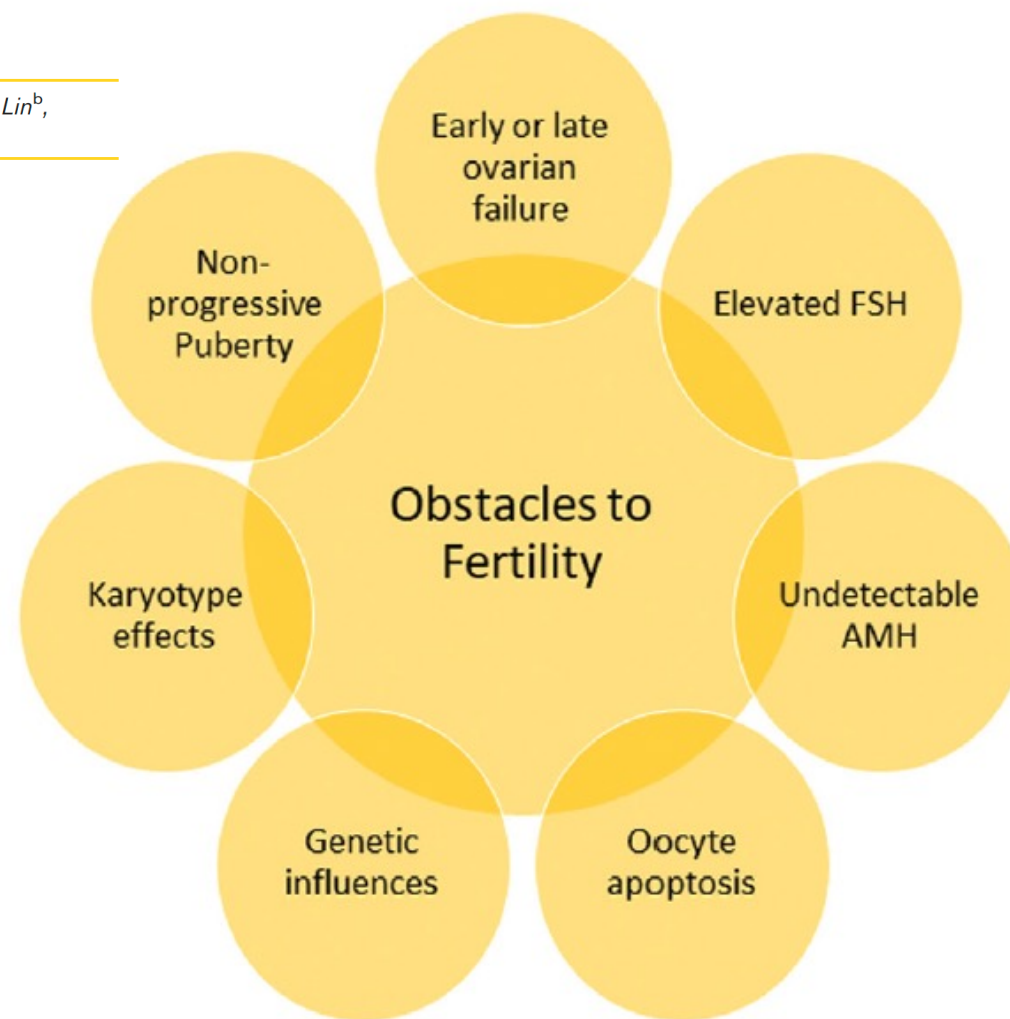 Lin^b,
Early or late
ovarian
failure
Non-
progressive
Puberty
Elevated FSH
Obstacles to
Fertility
Karyotype
effects
Undetectable
AMH
Genetic
influences
Oocyte
apoptosis